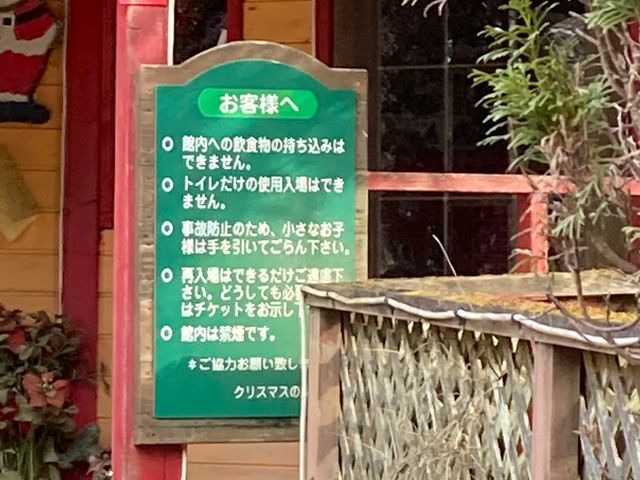 お客様へ
○ 館内への飲食物の持ち込みは
できません。
○ トイレだけの使用入場はでき
ません。
○ 事故防止のため、小さなお子
様は手を引いてごらん下さい。
○ 再入場はできるだけご遠慮下
さい。どうしても必
はチケットをお示し
○ 館内は禁煙です。
＊ご協力お願い致し
クリスマスの